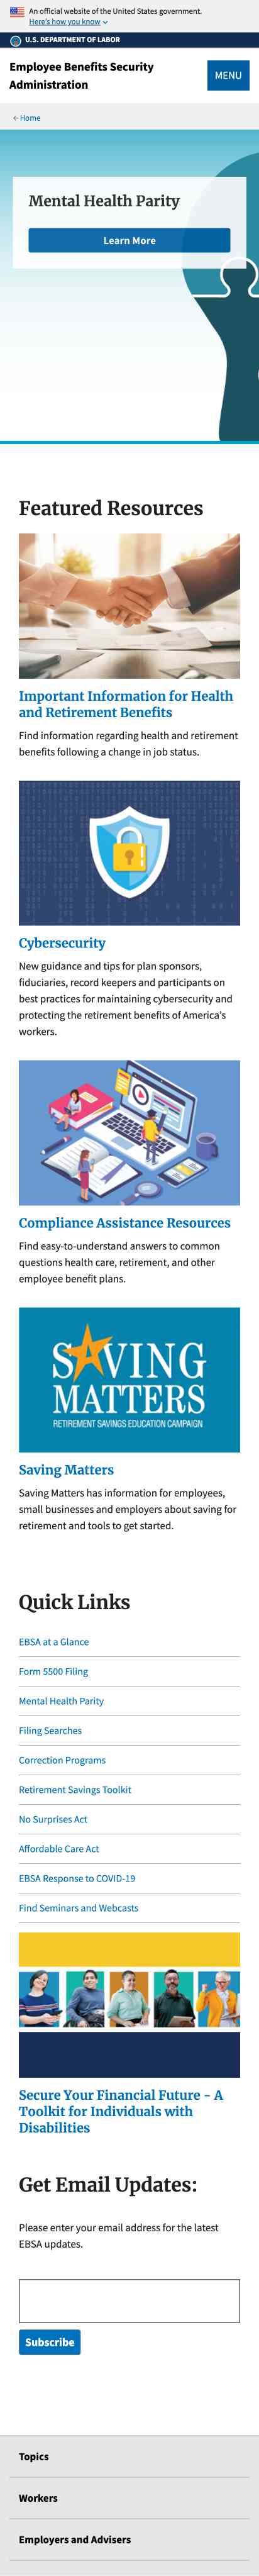 An official website of the United States government.
Here's how you know
U.S. DEPARTMENT OF LABOR
Employee Benefits Security
Administration
MENU
Home
Mental Health Parity
Learn More
Featured Resources
Important Information for Health
and Retirement Benefits
Find information regarding health and retirement
benefits following a change in job status.
Cybersecurity
New guidance and tips for plan sponsors,
fiduciaries, record keepers and participants on
best practices for maintaining cybersecurity and
protecting the retirement benefits of America's
workers.
Compliance Assistance Resources
Find easy-to-understand answers to common
questions health care, retirement, and other
employee benefit plans.
SAVING
MATTERS
RETIREMENT SAVINGS EDUCATION CAMPAIGN
Saving Matters
Saving Matters has information for employees,
small businesses and employers about saving for
retirement and tools to get started.
Quick Links
EBSA at a Glance
Form 5500 Filing
Mental Health Parity
Filing Searches
Correction Programs
Retirement Savings Toolkit
No Surprises Act
Affordable Care Act
EBSA Response to COVID-19
Find Seminars and Webcasts
Secure Your Financial Future - A
Toolkit for Individuals with
Disabilities
Get Email Updates:
Please enter your email address for the latest
EBSA updates.
Subscribe
Topics
Workers
Employers and Advisers